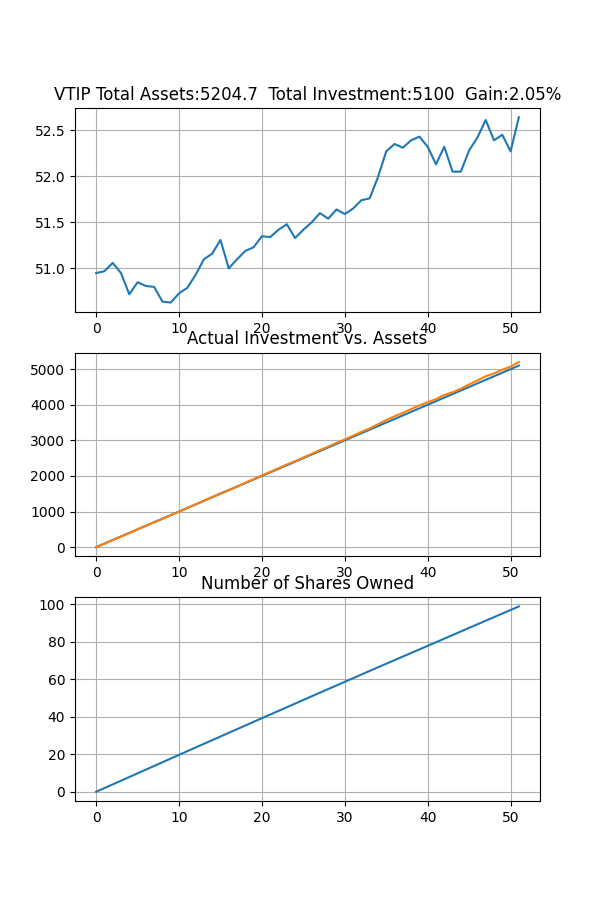 VTIP Total Assets:5204.7  Total Investment:5100  Gain:2.05%
52.5
52.0
51.5
51.0
0 10 20 30 40 50
Actual Investment vs. Assets
5000
4000
3000
2000
1000
0
0 10 20 30 40 50
Number of Shares Owned
100
80
60
40
20
0
0 10 20 30 40 50